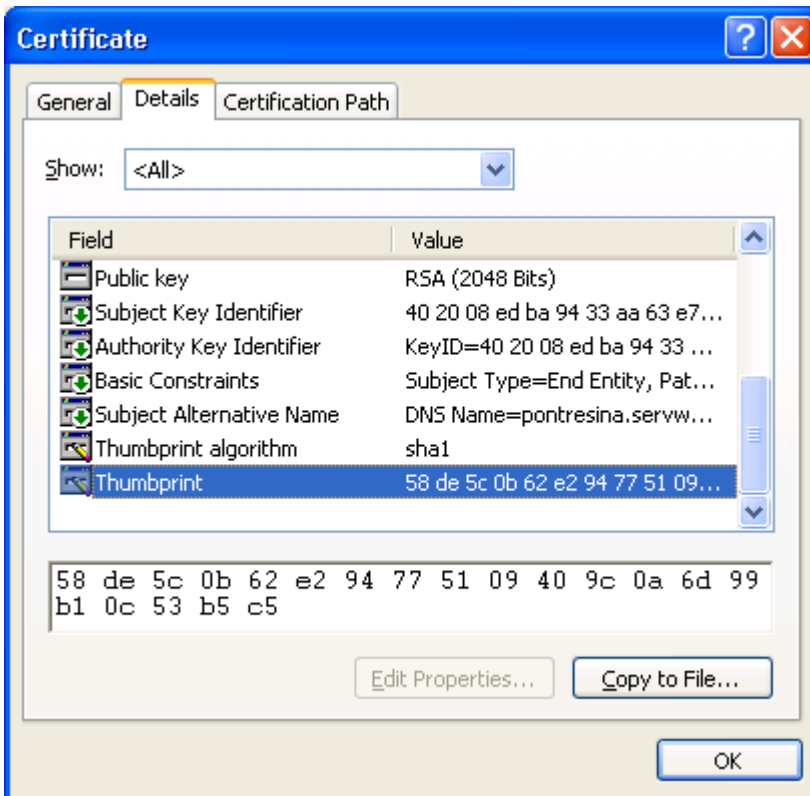 Certificate
General Details Certification Path
Show: <All>
Field Value
Public key RSA (2048 Bits)
Subject Key Identifier 40 20 08 ed ba 94 33 aa 63 e7...
Authority Key Identifier KeyID=40 20 08 ed ba 94 33 ...
Basic Constraints Subject Type=End Entity, Pat...
Subject Alternative Name DNS Name=pontresina.servw...
Thumbprint algorithm sha1
Thumbprint 58 de 5c 0b 62 e2 94 77 51 09...
58 de 5c 0b 62 e2 94 77 51 09 40 9c 0a 6d 99
b1 0c 53 b5 c5
Edit Properties... Copy to File...
OK